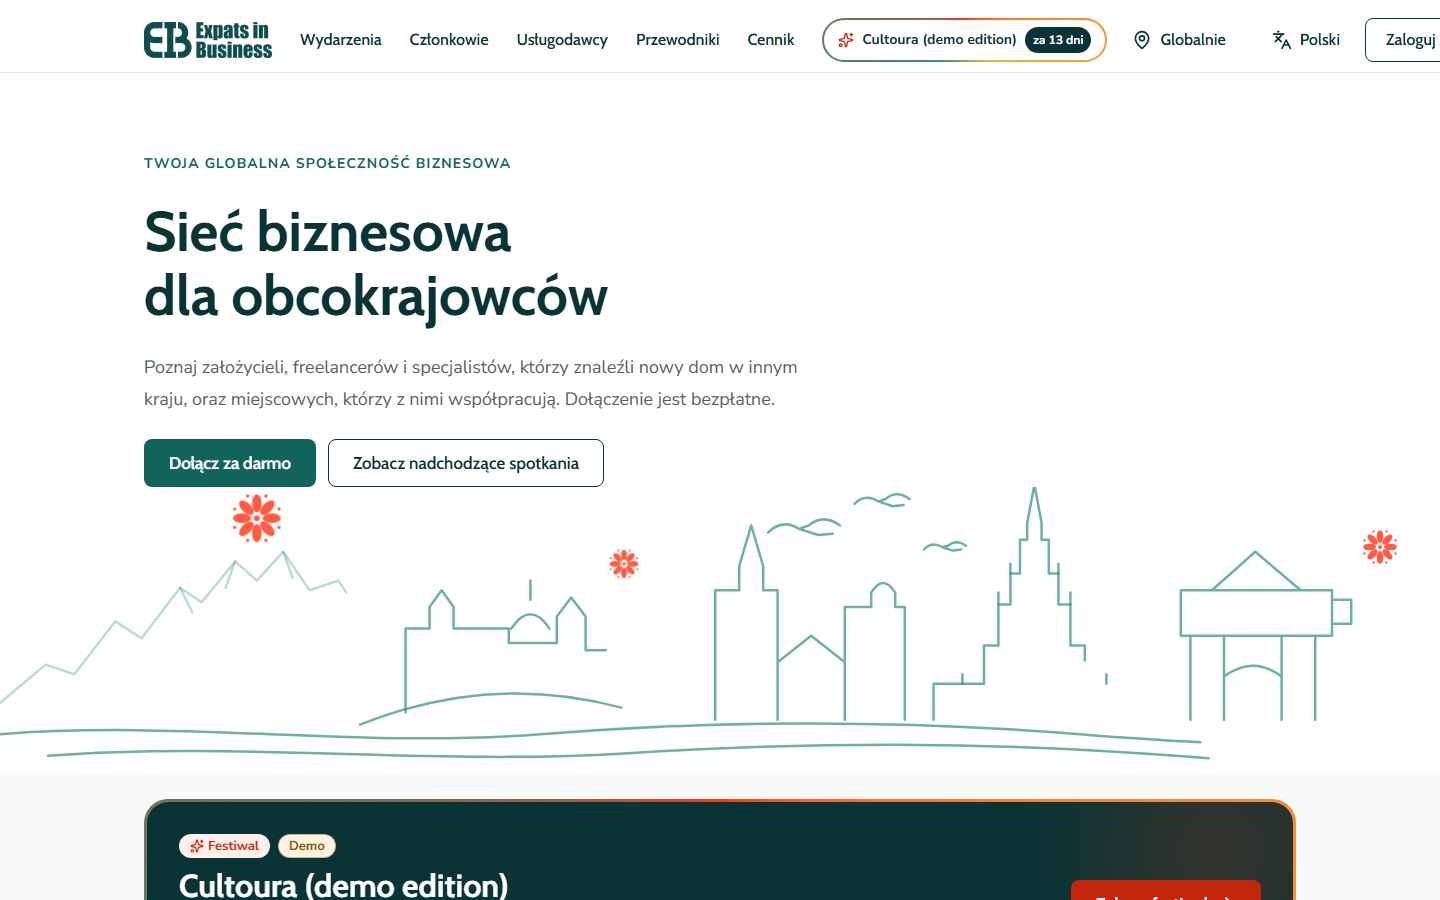 EIB Expats in
Business
Wydarzenia
Członkowie
Usługodawcy
Przewodniki
Cennik
Cultoura (demo edition) za 13 dni
Globalnie
Polski
Zaloguj
TWOJA GLOBALNA SPOŁECZNOŚĆ BIZNESOWA
Sieć biznesowa
dla obcokrajowców
Poznaj założycieli, freelancerów i specjalistów, którzy znaleźli nowy dom w innym
kraju, oraz miejscowych, którzy z nimi współpracują. Dołączenie jest bezpłatne.
Dołącz za darmo
Zobacz nadchodzące spotkania
Festiwal
Demo
Cultoura (demo edition)